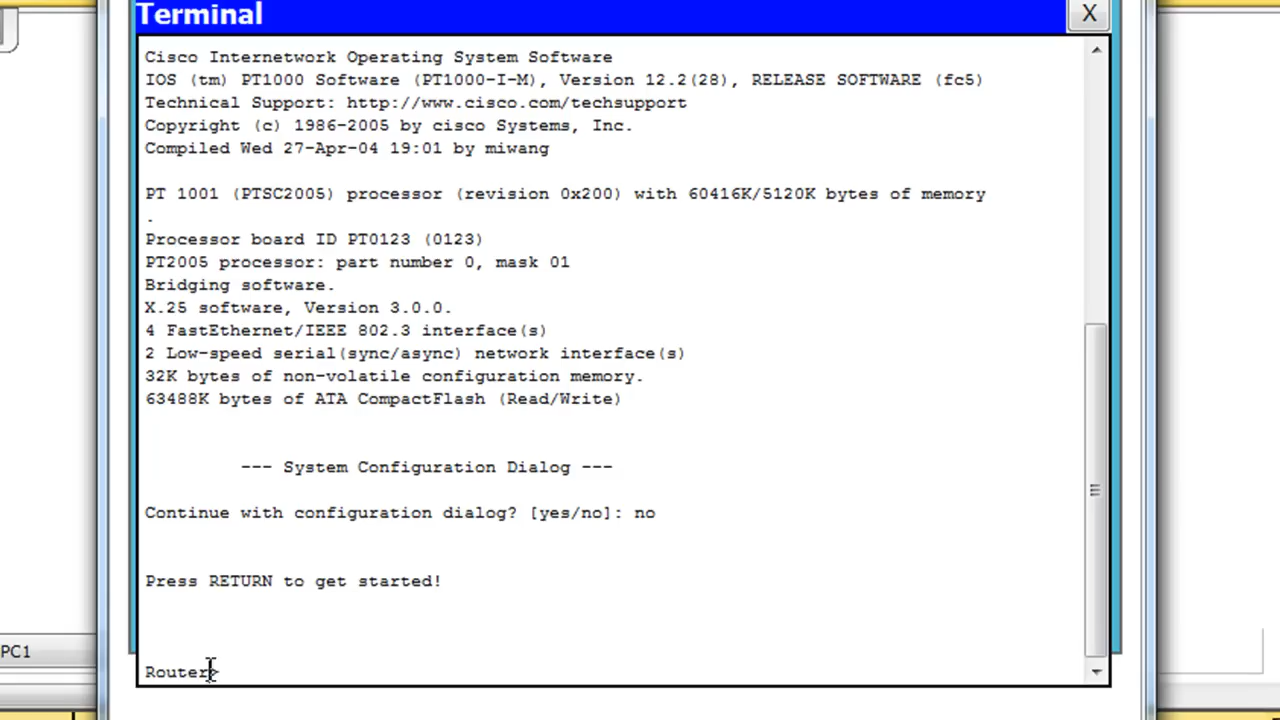 Terminal
X
Cisco Internetwork Operating System Software
IOS (tm) PT1000 Software (PT1000-I-M), Version 12.2(28), RELEASE SOFTWARE (fc5)
Technical Support: http://www.cisco.com/techsupport
Copyright (c) 1986-2005 by cisco Systems, Inc.
Compiled Wed 27-Apr-04 19:01 by miwang
PT 1001 (PTSC2005) processor (revision 0x200) with 60416K/5120K bytes of memory
.
Processor board ID PT0123 (0123)
PT2005 processor: part number 0, mask 01
Bridging software.
X.25 software, Version 3.0.0.
4 FastEthernet/IEEE 802.3 interface(s)
2 Low-speed serial(sync/async) network interface(s)
32K bytes of non-volatile configuration memory.
63488K bytes of ATA CompactFlash (Read/Write)
--- System Configuration Dialog ---
Continue with configuration dialog? [yes/no]: no
Press RETURN to get started!
PC1
Router>